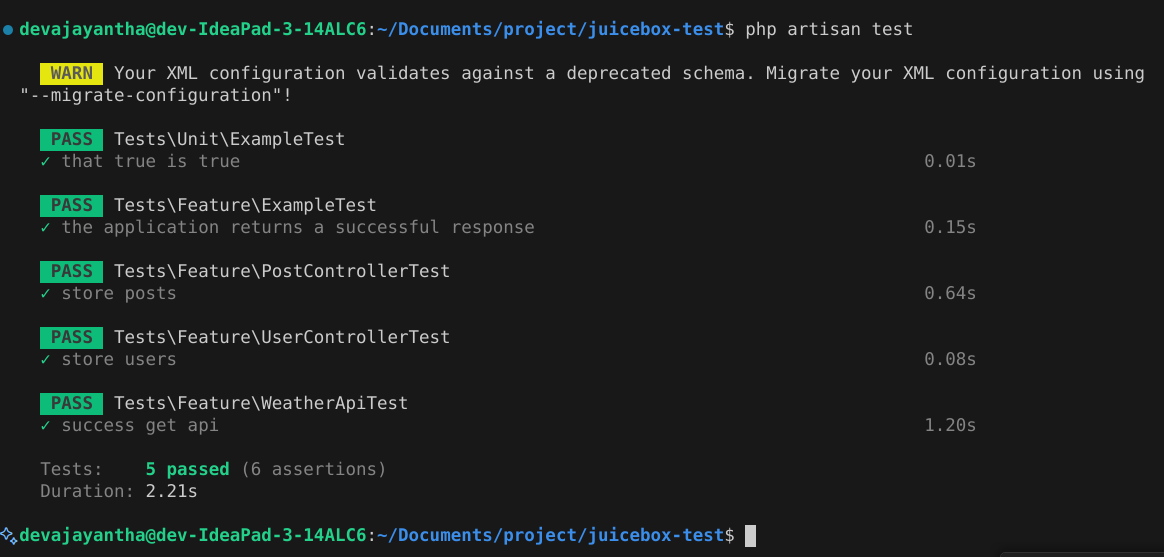 devajayantha@dev-IdeaPad-3-14ALC6:~/Documents/project/juicebox-test$ php artisan test
WARN Your XML configuration validates against a deprecated schema. Migrate your XML configuration using
"--migrate-configuration"!
PASS Tests\Unit\ExampleTest
✓ that true is true 0.01s
PASS Tests\Feature\ExampleTest
✓ the application returns a successful response 0.15s
PASS Tests\Feature\PostControllerTest
✓ store posts 0.64s
PASS Tests\Feature\UserControllerTest
✓ store users 0.08s
PASS Tests\Feature\WeatherApiTest
✓ success get api 1.20s
Tests: 5 passed (6 assertions)
Duration: 2.21s
devajayantha@dev-IdeaPad-3-14ALC6:~/Documents/project/juicebox-test$